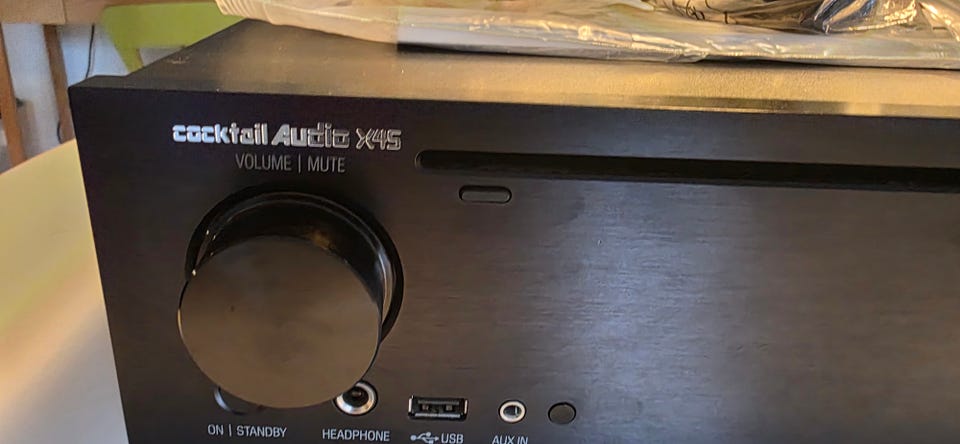 cocktail Audio X45
VOLUME | MUTE
ON | STANDBY
HEADPHONE
USB
AUX IN